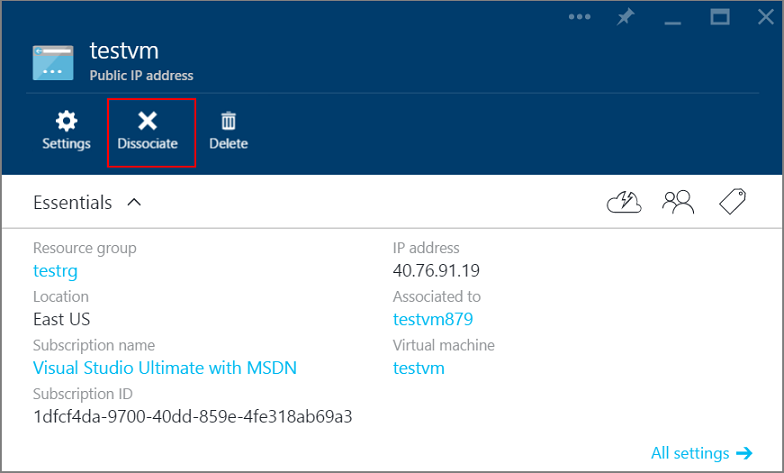 testvm
Public IP address
Settings
Dissociate
Delete
Essentials
Resource group
testrg
Location
East US
Subscription name
Visual Studio Ultimate with MSDN
Subscription ID
1dfcf4da-9700-40dd-859e-4fe318ab69a3
IP address
40.76.91.19
Associated to
testvm879
Virtual machine
testvm
All settings